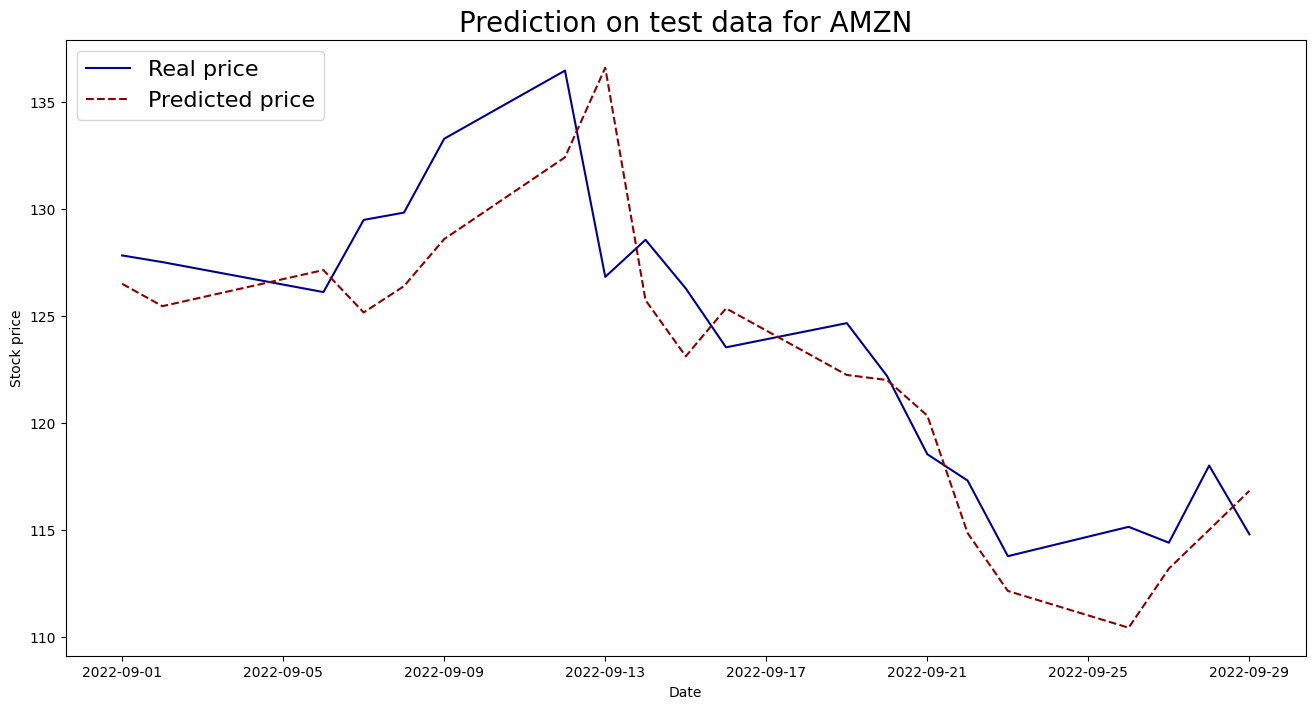 Prediction on test data for AMZN
Real price
Predicted price
135
130
125
120
115
110
Stock price
2022-09-01 2022-09-05 2022-09-09 2022-09-13 2022-09-17 2022-09-21 2022-09-25 2022-09-29
Date